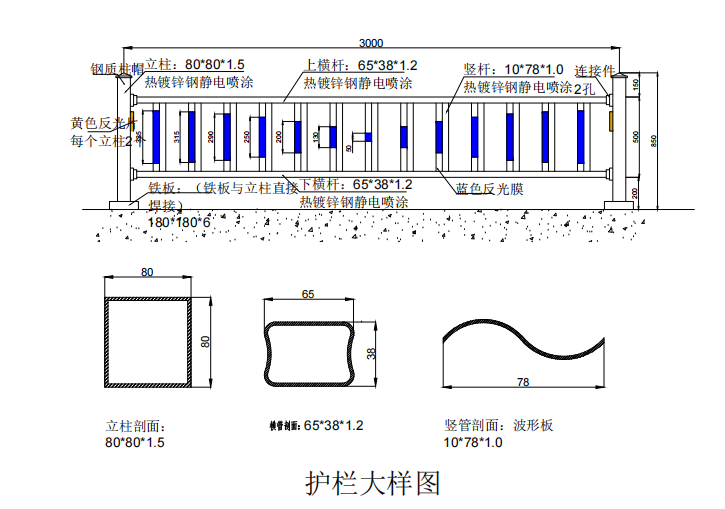 3000
钢质柱帽
立柱：80*80*1.5
热镀锌钢静电喷涂
上横杆：65*38*1.2
热镀锌钢静电喷涂
竖杆：10*78*1.0
热镀锌钢静电喷涂
连接件
2孔
黄色反光片
每个立柱2个
315
290
250
200
130
50
150
500
200
850
铁板：（铁板与立柱直接
焊接）
180*180*6
下横杆：65*38*1.2
热镀锌钢静电喷涂
蓝色反光膜
80
80
65
38
78
立柱剖面：
80*80*1.5
横管剖面：65*38*1.2
竖管剖面：波形板
10*78*1.0
护栏大样图